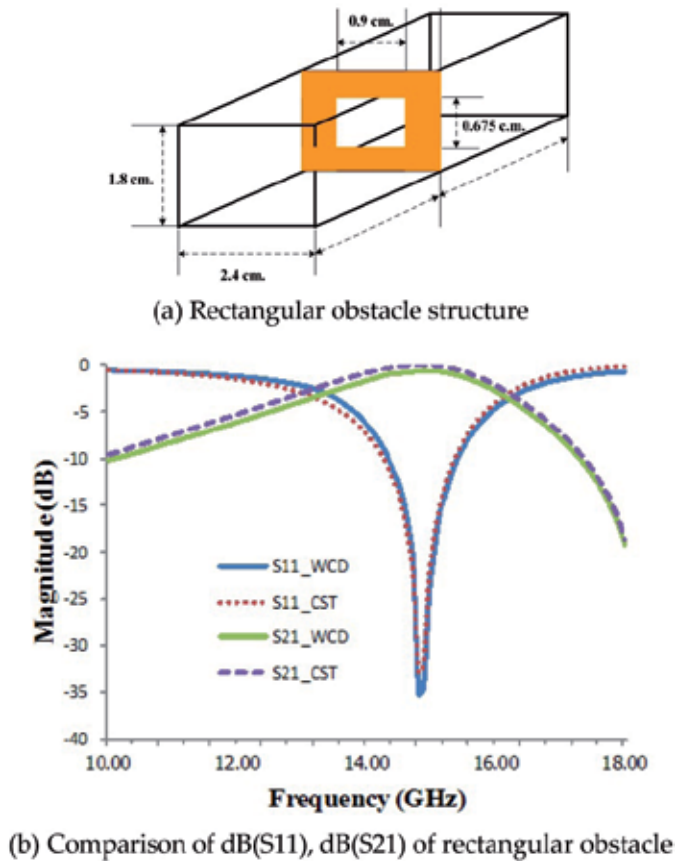 0.9 cm.
0.675 c.m.
1.8 cm.
2.4 cm.
(a) Rectangular obstacle structure
0
-5
-10
-15
-20
-25
-30
-35
-40
Magnitude (dB)
S11_WCD
S11_CST
S21_WCD
S21_CST
10.00 12.00 14.00 16.00 18.00
Frequency (GHz)
(b) Comparison of dB(S11), dB(S21) of rectangular obstacle